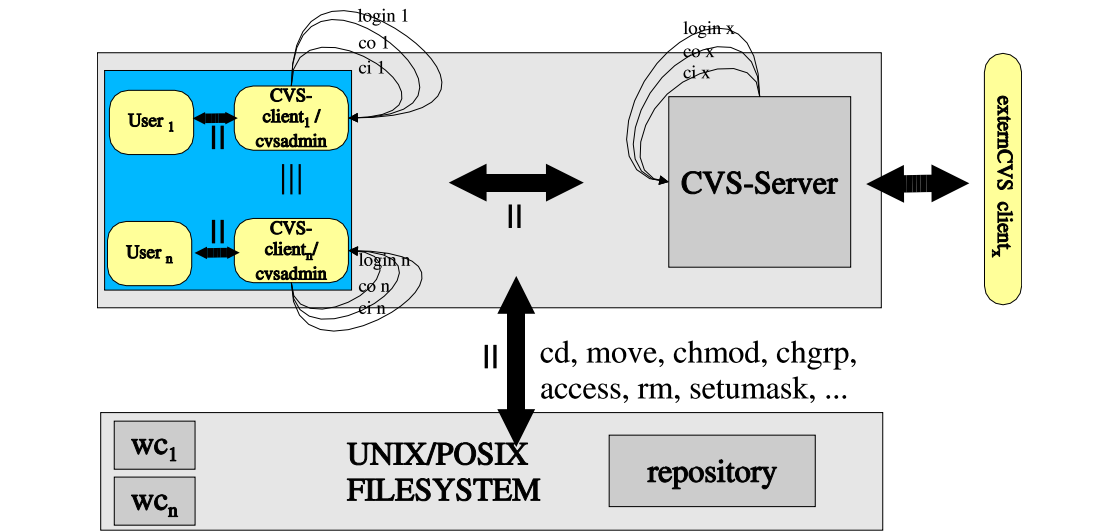 login 1
co 1
ci 1
login x
co x
ci x
User 1
CVS-
client1 /
cvsadmin
||
|||
||
User n
CVS-
clientn/
cvsadmin
login n
co n
ci n
||
CVS-Server
externCVS clientx
||
cd, move, chmod, chgrp,
access, rm, setumask, ...
wc1
wcn
UNIX/POSIX
FILESYSTEM
repository